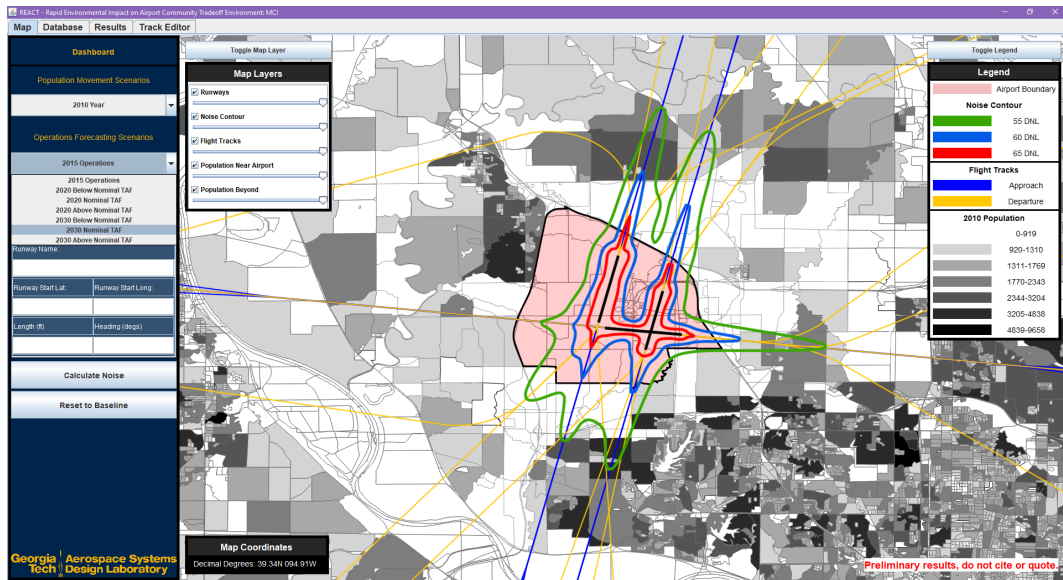 REACT - Rapid Environmental Impact on Airport Community Tradeoff Environment: MCI
Map Database Results Track Editor
Dashboard
Population Movement Scenarios
2010 Year
Operations Forecasting Scenarios
2015 Operations
2015 Operations
2020 Below Nominal TAF
2020 Nominal TAF
2020 Above Nominal TAF
2030 Below Nominal TAF
2030 Nominal TAF
2030 Above Nominal TAF
Runway Name:
Runway Start Lat: Runway Start Long:
Length (ft) Heading (degs)
Calculate Noise
Reset to Baseline
Georgia Tech
Aerospace Systems Design Laboratory
Toggle Map Layer
Map Layers
Runways
Noise Contour
Flight Tracks
Population Near Airport
Population Beyond
Map Coordinates
Decimal Degrees: 39.34N 094.91W
Toggle Legend
Legend
Airport Boundary
Noise Contour
55 DNL
60 DNL
65 DNL
Flight Tracks
Approach
Departure
2010 Population
0-919
920-1310
1311-1769
1770-2343
2344-3204
3205-4838
4839-9658
Preliminary results, do not cite or quote